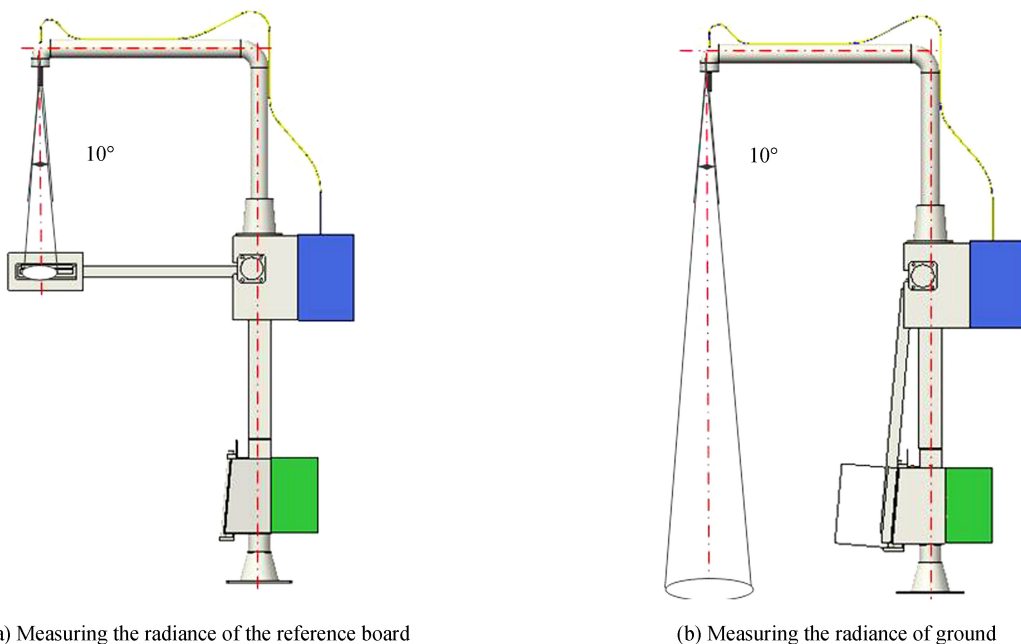 10°
10°
a) Measuring the radiance of the reference board
(b) Measuring the radiance of ground